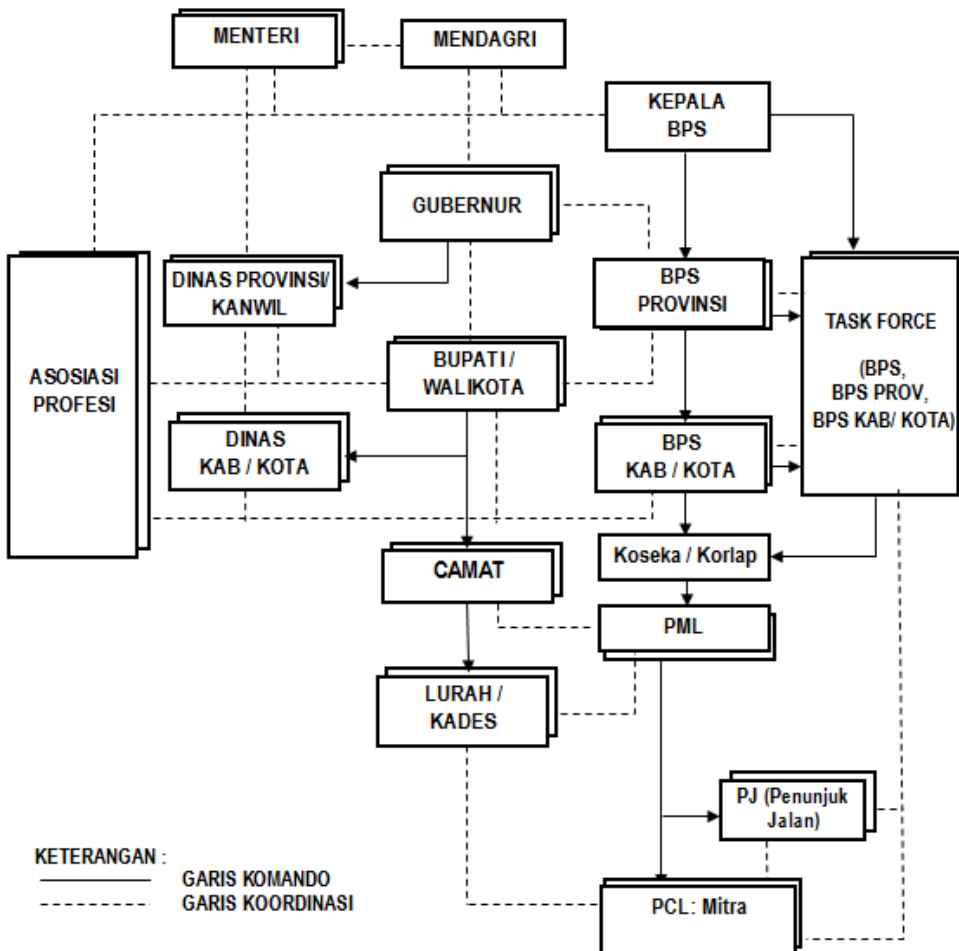 MENTERI
MENDAGRI
KEPALA
BPS
GUBERNUR
DINAS PROVINSI/
KANWIL
BPS
PROVINSI
TASK FORCE
(BPS,
BPS PROV,
BPS KAB/ KOTA)
ASOSIASI
PROFESI
BUPATI /
WALIKOTA
DINAS
KAB / KOTA
BPS
KAB / KOTA
CAMAT
Koseka / Korlap
PML
LURAH /
KADES
PJ (Penunjuk
Jalan)
PCL: Mitra
KETERANGAN :
GARIS KOMANDO
GARIS KOORDINASI